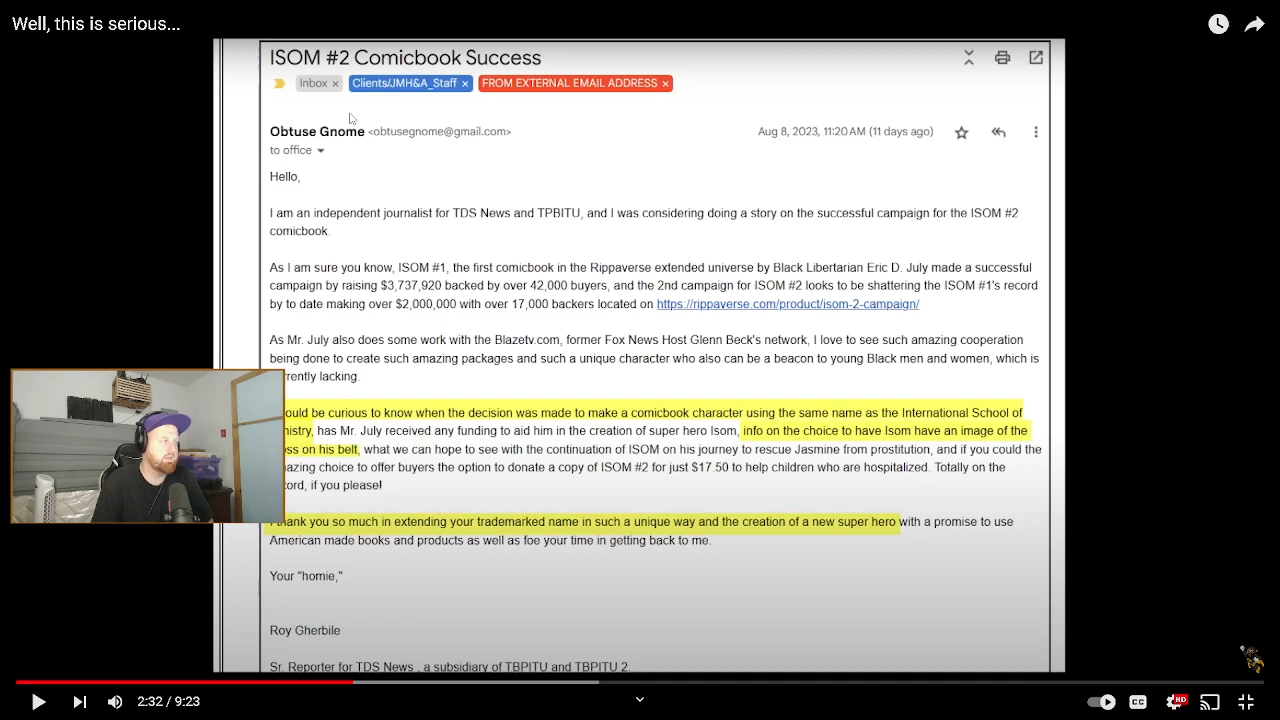 Well, this is serious...
ISOM #2 Comicbook Success
Inbox × Clients/JMH&A_Staff × FROM EXTERNAL EMAIL ADDRESS ×
Obtuse Gnome <obtusegnome@gmail.com> Aug 8, 2023, 11:20 AM (11 days ago)
to office
Hello,
I am an independent journalist for TDS News and TPBITU, and I was considering doing a story on the successful campaign for the ISOM #2
comicbook.
As I am sure you know, ISOM #1, the first comicbook in the Rippaverse extended universe by Black Libertarian Eric D. July made a successful
campaign by raising $3,737,920 backed by over 42,000 buyers, and the 2nd campaign for ISOM #2 looks to be shattering the ISOM #1's record
by to date making over $2,000,000 with over 17,000 backers located on https://rippaverse.com/product/isom-2-campaign/
As Mr. July also does some work with the Blazetv.com, former Fox News Host Glenn Beck's network, I love to see such amazing cooperation
being done to create such amazing packages and such a unique character who also can be a beacon to young Black men and women, which is
rrently lacking.
ould be curious to know when the decision was made to make a comicbook character using the same name as the International School of
nistry, has Mr. July received any funding to aid him in the creation of super hero Isom, info on the choice to have Isom have an image of the
oss on his belt, what we can hope to see with the continuation of ISOM on his journey to rescue Jasmine from prostitution, and if you could the
azing choice to offer buyers the option to donate a copy of ISOM #2 for just $17.50 to help children who are hospitalized. Totally on the
cord, if you please!
I thank you so much in extending your trademarked name in such a unique way and the creation of a new super hero with a promise to use
American made books and products as well as foe your time in getting back to me.
Your "homie,"
Roy Gherbile
Sr. Reporter for TDS News , a subsidiary of TBPITU and TBPITU 2.
2:32 / 9:23
CC
HD